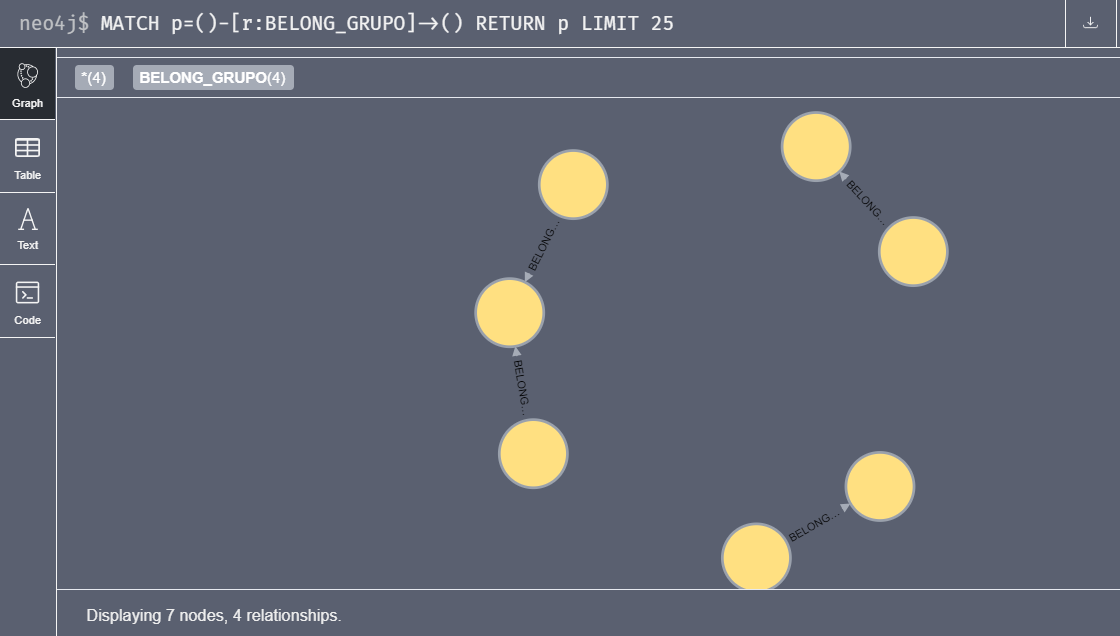 neo4j$ MATCH p=()-[r:BELONG_GRUPO]->() RETURN p LIMIT 25
*(4) BELONG_GRUPO(4)
Graph
Table
Text
Code
BELONG...
BELONG...
BELONG...
BELONG...
Displaying 7 nodes, 4 relationships.